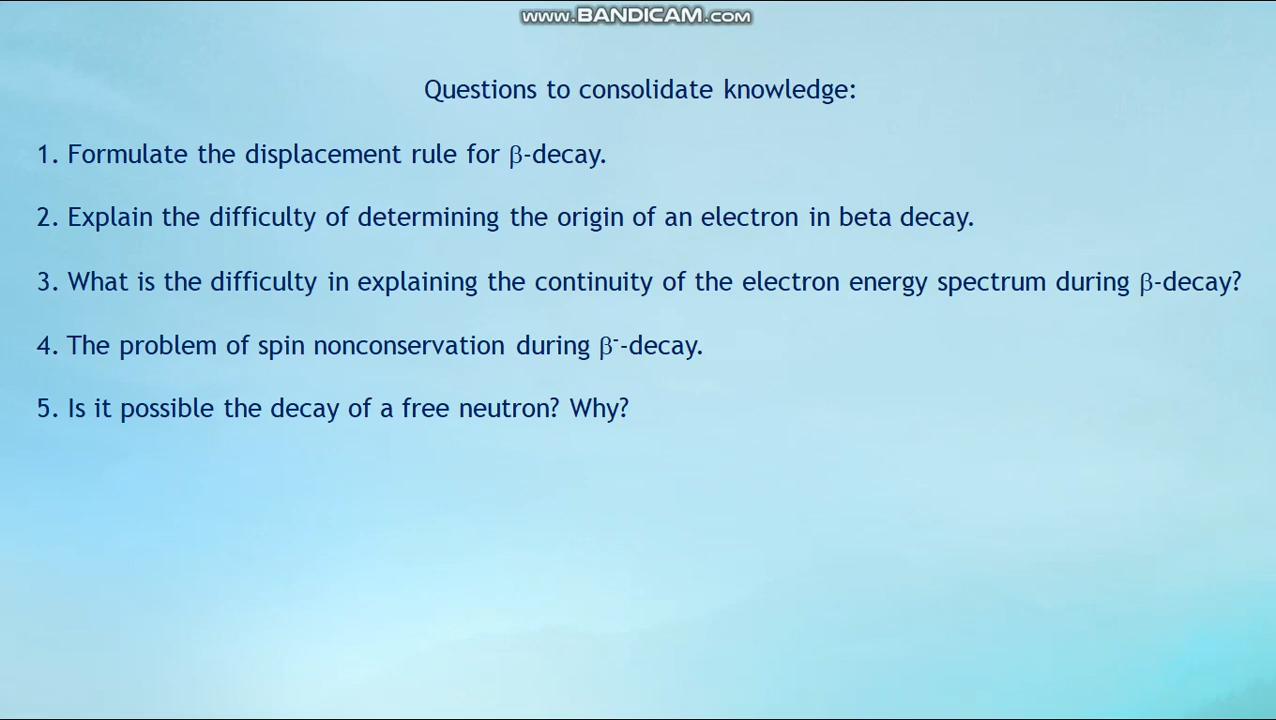 www.BANDICAM.com
Questions to consolidate knowledge:
1. Formulate the displacement rule for β-decay.
2. Explain the difficulty of determining the origin of an electron in beta decay.
3. What is the difficulty in explaining the continuity of the electron energy spectrum during β-decay?
4. The problem of spin nonconservation during β⁻-decay.
5. Is it possible the decay of a free neutron? Why?